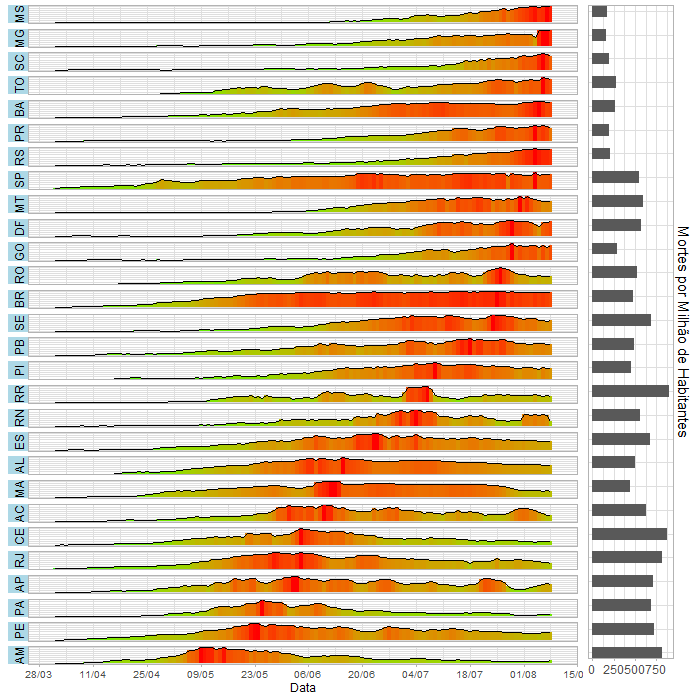 MS
MG
SC
TO
BA
PR
RS
SP
MT
DF
GO
RO
BR
SE
PB
PI
RR
RN
ES
AL
MA
AC
CE
RJ
AP
PA
PE
AM
28/03 11/04 25/04 09/05 23/05 06/06 20/06 04/07 18/07 01/08 15/0
Data
0 250500750
Mortes por Milhão de Habitantes